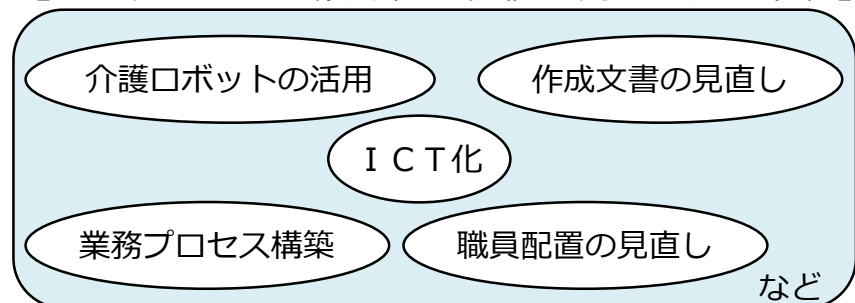 介護ロボットの活用
作成文書の見直し
ＩＣＴ化
業務プロセス構築
職員配置の見直し
など